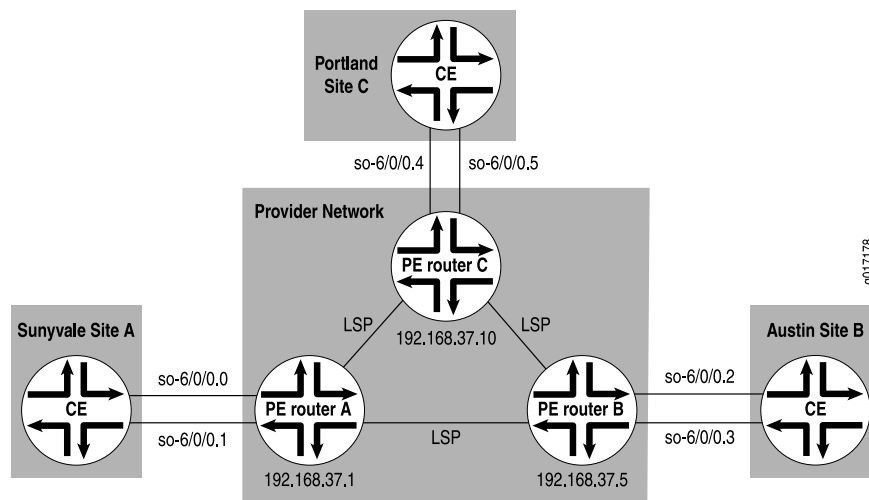 Portland
Site C
CE
so-6/0/0.4
so-6/0/0.5
Provider Network
PE router C
g017178
Sunyvale Site A
LSP
192.168.37.10
LSP
Austin Site B
so-6/0/0.0
so-6/0/0.2
CE
PE router A
PE router B
CE
so-6/0/0.1
LSP
so-6/0/0.3
192.168.37.1
192.168.37.5